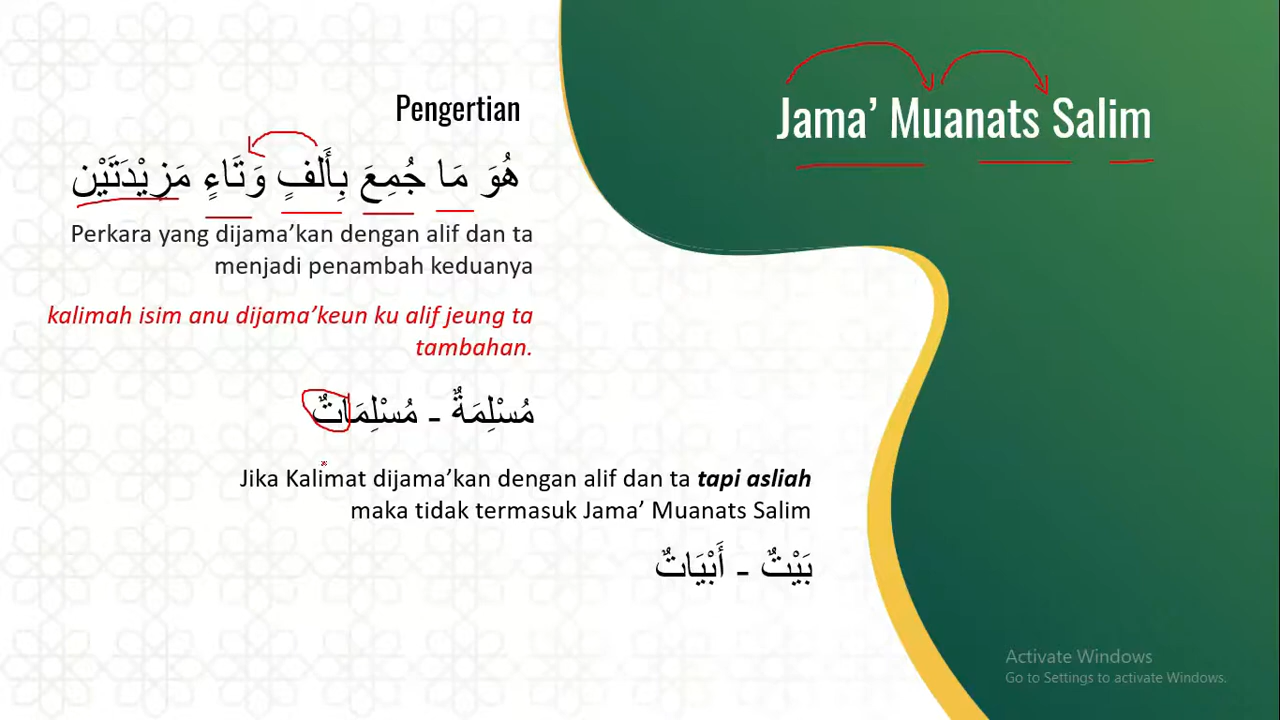 Jama’ Muanats Salim
Pengertian
هُوَ مَا جُمِعَ بِأَلفٍ وَتَاءٍ مَزِيْدَتَيْن
Perkara yang dijama’kan dengan alif dan ta
menjadi penambah keduanya
kalimah isim anu dijama’keun ku alif jeung ta
tambahan.
مُسْلِمَةٌ - مُسْلِمَاتٌ
Jika Kalimat dijama’kan dengan alif dan ta tapi asliah
maka tidak termasuk Jama’ Muanats Salim
بَيْتٌ - أَبْيَاتٌ
Activate Windows
Go to Settings to activate Windows.